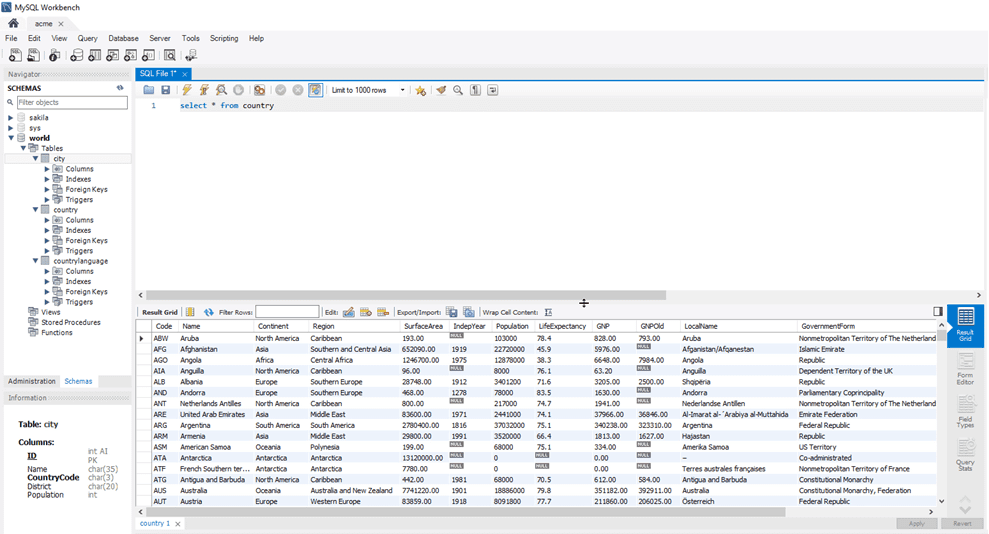 MySQL Workbench
acme ×
File Edit View Query Database Server Tools Scripting Help
Navigator
SCHEMAS
Filter objects
sakila
sys
world
Tables
city
Columns
Indexes
Foreign Keys
Triggers
country
Columns
Indexes
Foreign Keys
Triggers
countrylanguage
Columns
Indexes
Foreign Keys
Triggers
Views
Stored Procedures
Functions
Administration Schemas
Information
Table: city
Columns:
ID int AI PK
Name char(35)
CountryCode char(3)
District char(20)
Population int
SQL File 1* ×
Limit to 1000 rows
1 select * from country
Result Grid Filter Rows: Edit: Export/Import: Wrap Cell Content:
Code Name Continent Region SurfaceArea IndepYear Population LifeExpectancy GNP GNPOld LocalName GovernmentForm
ABW Aruba North America Caribbean 193.00 NULL 103000 78.4 828.00 793.00 Aruba Nonmetropolitan Territory of The Netherland
AFG Afghanistan Asia Southern and Central Asia 652090.00 1919 22720000 45.9 5976.00 NULL Afganistan/Afqanestan Islamic Emirate
AGO Angola Africa Central Africa 1246700.00 1975 12878000 38.3 6648.00 7984.00 Angola Republic
AIA Anguilla North America Caribbean 96.00 NULL 8000 76.1 63.20 NULL Anguilla Dependent Territory of the UK
ALB Albania Europe Southern Europe 28748.00 1912 3401200 71.6 3205.00 2500.00 Shqipëria Republic
AND Andorra Europe Southern Europe 468.00 1278 78000 83.5 1630.00 NULL Andorra Parliamentary Coprincipality
ANT Netherlands Antilles North America Caribbean 800.00 NULL 217000 74.7 1941.00 NULL Nederlandse Antillen Nonmetropolitan Territory of The Netherland
ARE United Arab Emirates Asia Middle East 83600.00 1971 2441000 74.1 37966.00 36846.00 Al-Imarat al-´Arabiya al-Muttahida Emirate Federation
ARG Argentina South America South America 2780400.00 1816 37032000 75.1 340238.00 323310.00 Argentina Federal Republic
ARM Armenia Asia Middle East 29800.00 1991 3520000 66.4 1813.00 1627.00 Hajastan Republic
ASM American Samoa Oceania Polynesia 199.00 NULL 68000 75.1 334.00 NULL Amerika Samoa US Territory
ATA Antarctica Antarctica Antarctica 13120000.00 NULL 0 NULL 0.00 NULL – Co-administrated
ATF French Southern ter... Antarctica Antarctica 7780.00 NULL 0 NULL 0.00 NULL Terres australes françaises Nonmetropolitan Territory of France
ATG Antigua and Barbuda North America Caribbean 442.00 1981 68000 70.5 612.00 584.00 Antigua and Barbuda Constitutional Monarchy
AUS Australia Oceania Australia and New Zealand 7741220.00 1901 18886000 79.8 351182.00 392911.00 Australia Constitutional Monarchy, Federation
AUT Austria Europe Western Europe 83859.00 1918 8091800 77.7 211860.00 206025.00 Österreich Federal Republic
Result Grid
Form Editor
Field Types
Query Stats
country 1 × Apply Revert